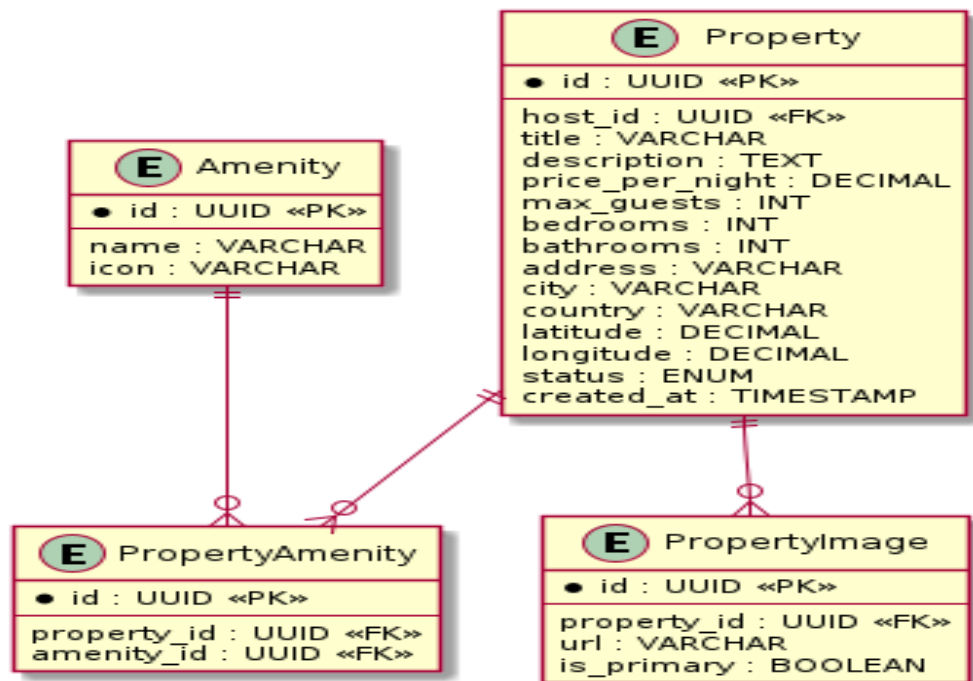 E Property
id : UUID «PK»
host_id : UUID «FK»
title : VARCHAR
description : TEXT
price_per_night : DECIMAL
max_guests : INT
bedrooms : INT
bathrooms : INT
address : VARCHAR
city : VARCHAR
country : VARCHAR
latitude : DECIMAL
longitude : DECIMAL
status : ENUM
created_at : TIMESTAMP
E Amenity
id : UUID «PK»
name : VARCHAR
icon : VARCHAR
E PropertyAmenity
id : UUID «PK»
property_id : UUID «FK»
amenity_id : UUID «FK»
E PropertyImage
id : UUID «PK»
property_id : UUID «FK»
url : VARCHAR
is_primary : BOOLEAN